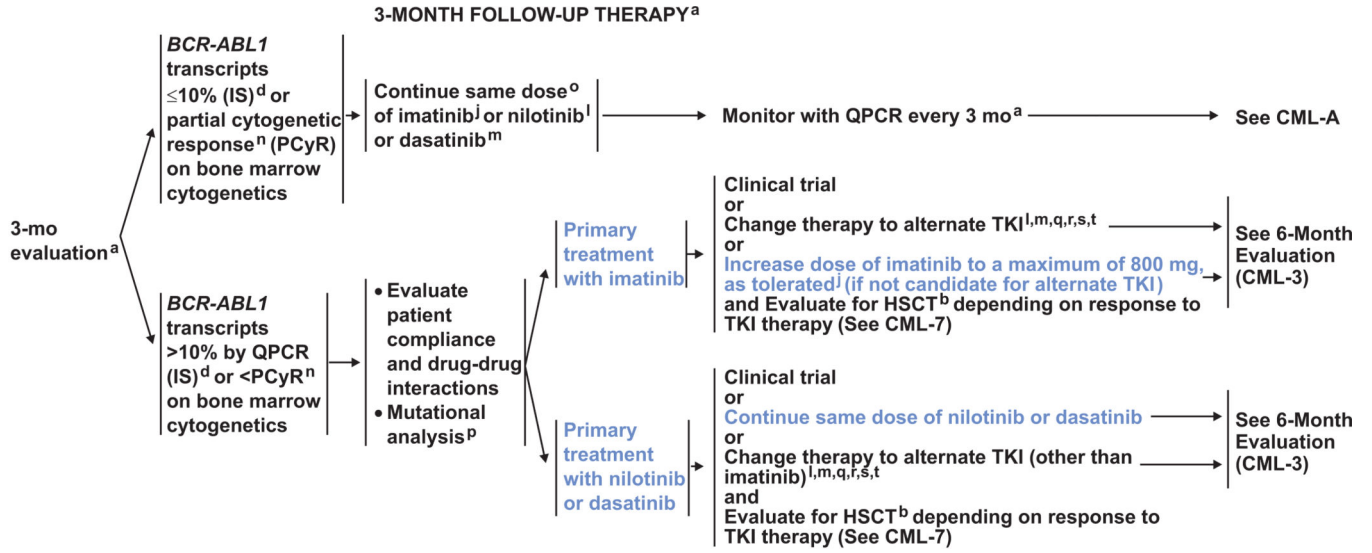 3-MONTH FOLLOW-UP THERAPYᵃ
3-mo
evaluationᵃ
BCR-ABL1
transcripts
≤10% (IS)ᵈ or
partial cytogenetic
responseⁿ (PCyR)
on bone marrow
cytogenetics
Continue same doseᵒ
of imatinibʲ or nilotinibˡ
or dasatinibᵐ
Monitor with QPCR every 3 moᵃ
See CML-A
BCR-ABL1
transcripts
>10% by QPCR
(IS)ᵈ or <PCyRⁿ
on bone marrow
cytogenetics
• Evaluate
patient
compliance
and drug-drug
interactions
• Mutational
analysisᵖ
Primary
treatment
with imatinib
Clinical trial
or
Change therapy to alternate TKIˡ,ᵐ,q,ʳ,ˢ,ᵗ
or
Increase dose of imatinib to a maximum of 800 mg,
as toleratedʲ (if not candidate for alternate TKI)
and Evaluate for HSCTᵇ depending on response to
TKI therapy (See CML-7)
See 6-Month
Evaluation
(CML-3)
Primary
treatment
with nilotinib
or dasatinib
Clinical trial
or
Continue same dose of nilotinib or dasatinib
or
Change therapy to alternate TKI (other than
imatinib)ˡ,ᵐ,q,ʳ,ˢ,ᵗ
and
Evaluate for HSCTᵇ depending on response to
TKI therapy (See CML-7)
See 6-Month
Evaluation
(CML-3)